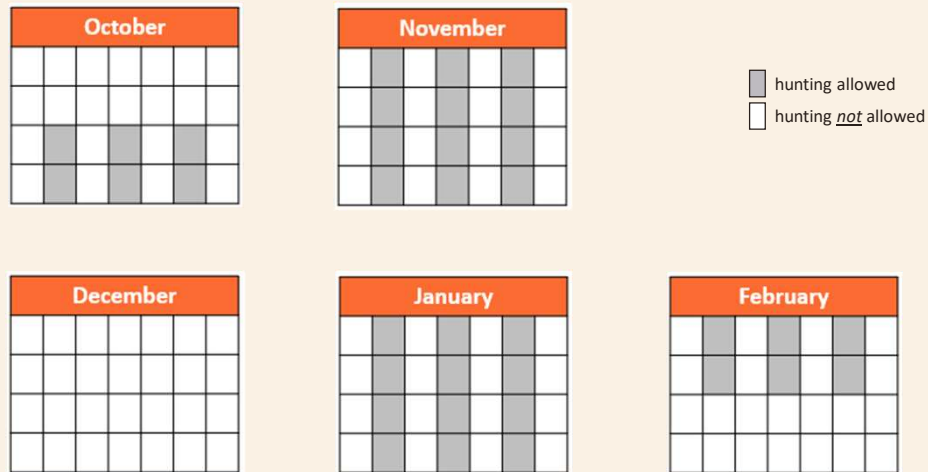 October
November
hunting allowed
hunting not allowed
December
January
February